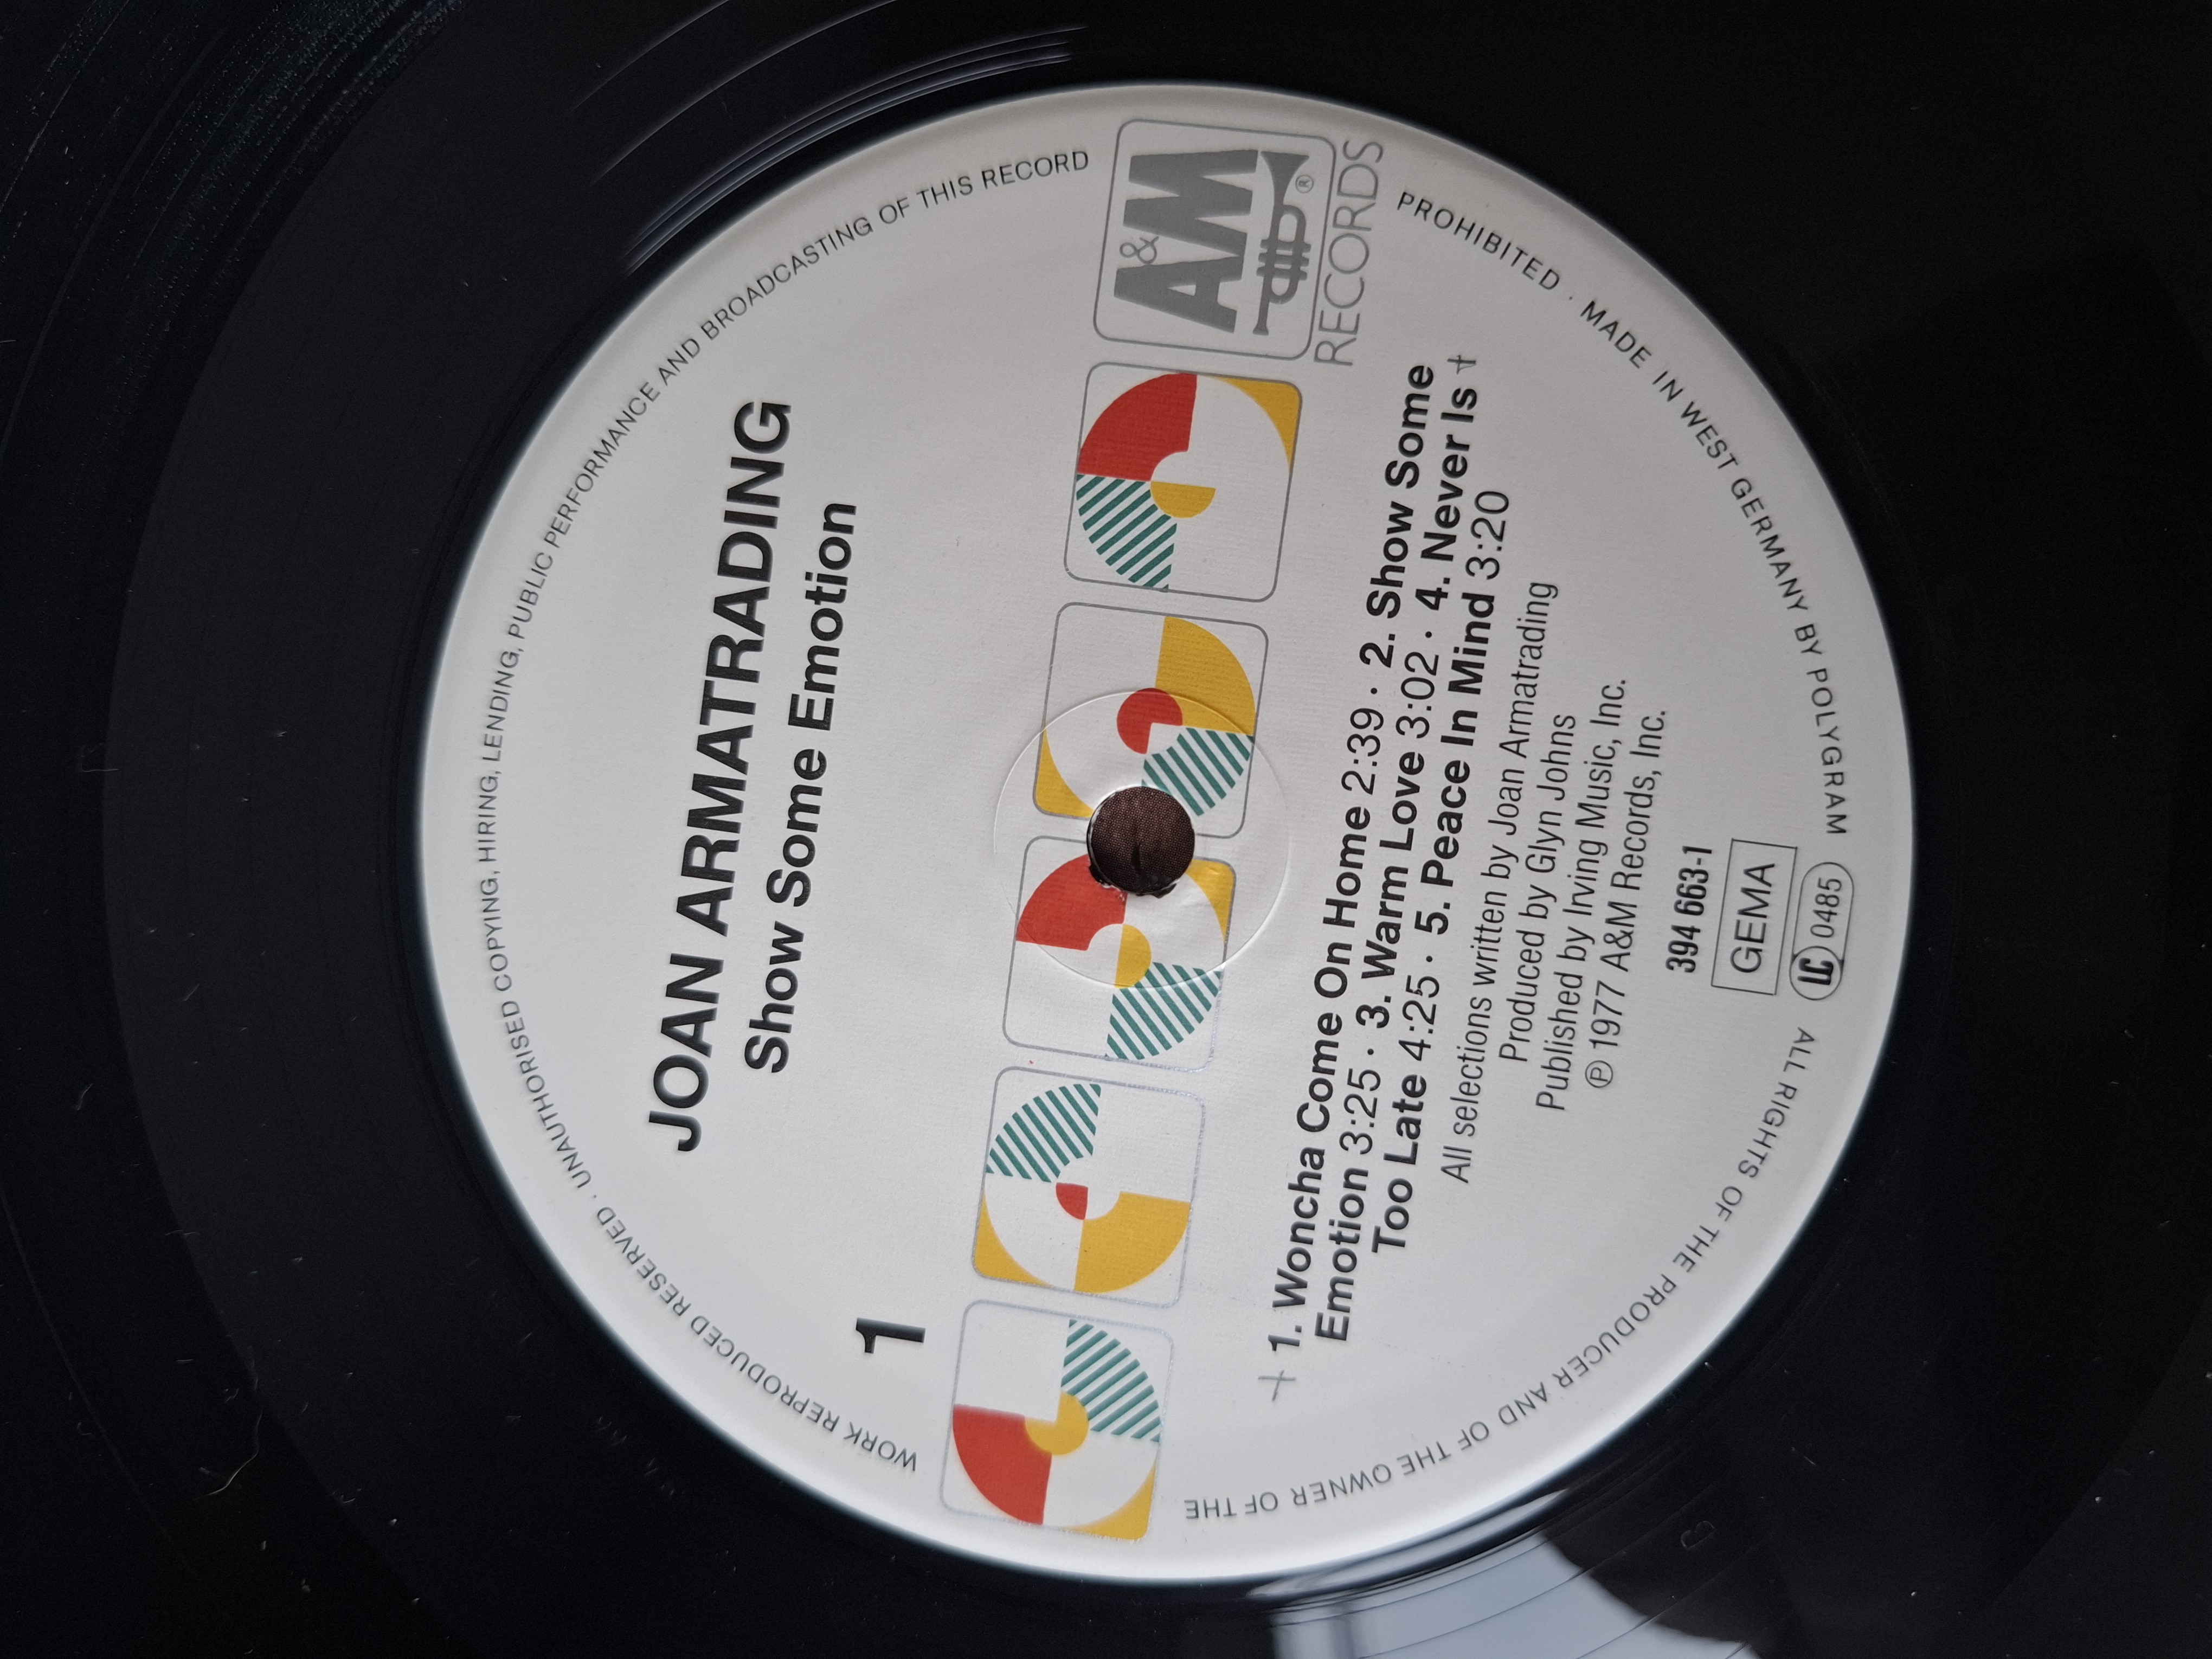 JOAN ARMATRADING
Show Some Emotion
1
A&M®
RECORDS
+ 1. Woncha Come On Home 2:39 · 2. Show Some
Emotion 3:25 · 3. Warm Love 3:02 · 4. Never Is +
Too Late 4:25 · 5. Peace In Mind 3:20
All selections written by Joan Armatrading
Produced by Glyn Johns
Published by Irving Music, Inc.
℗ 1977 A&M Records, Inc.
394 663-1
GEMA
LC 0485
ALL RIGHTS OF THE PRODUCER AND OF THE OWNER OF THE WORK REPRODUCED RESERVED · UNAUTHORISED COPYING, HIRING, LENDING, PUBLIC PERFORMANCE AND BROADCASTING OF THIS RECORD PROHIBITED · MADE IN WEST GERMANY BY POLYGRAM